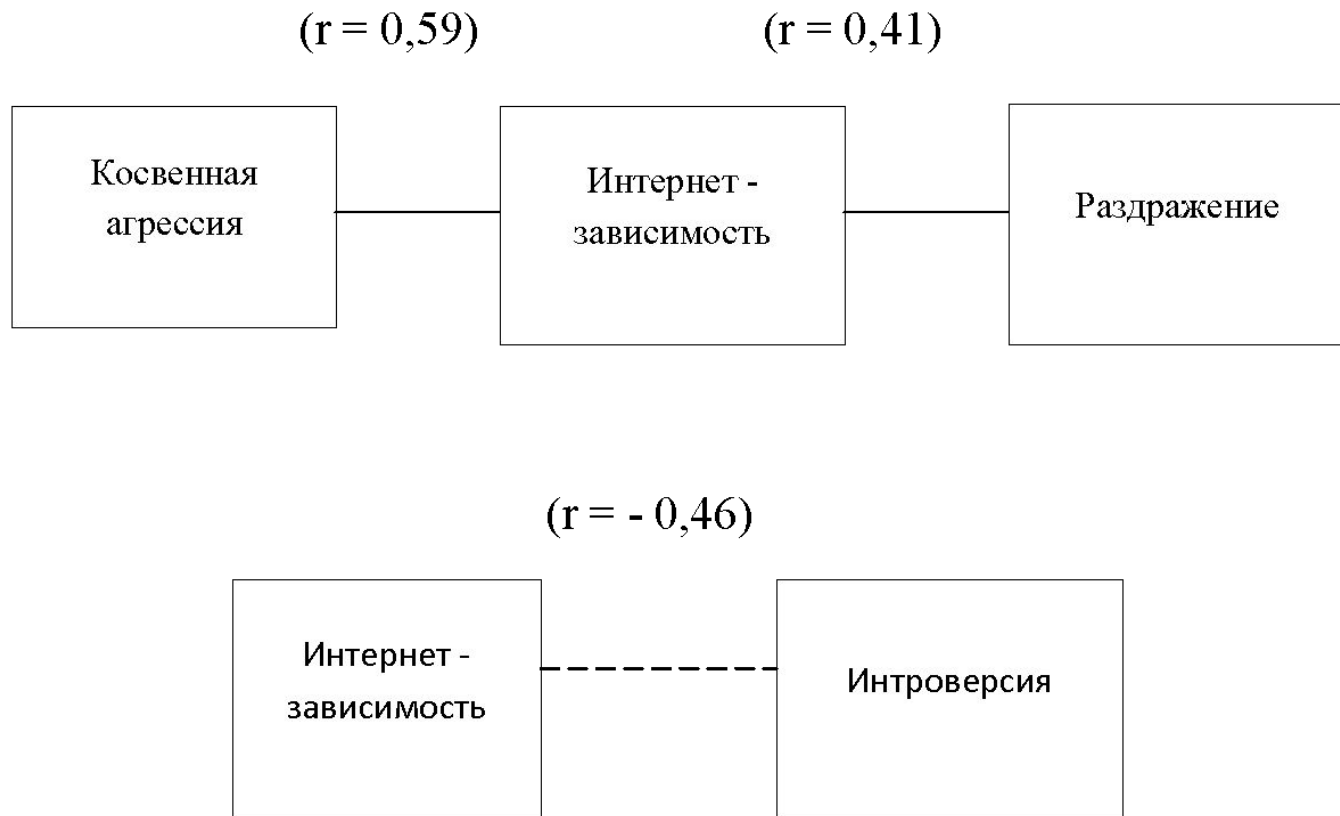 (r = 0,59)
(r = 0,41)
Косвенная
агрессия
Интернет -
зависимость
Раздражение
(r = - 0,46)
Интернет -
зависимость
Интроверсия